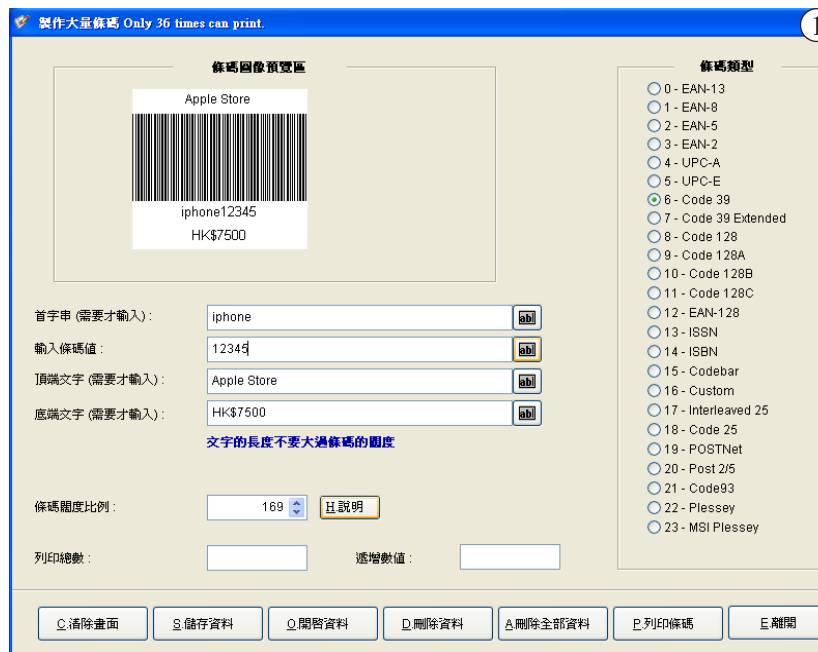 製作大量條碼 Only 36 times can print.
1
條碼圖像預覽區
Apple Store
iphone12345
HK$7500
條碼類型
0 - EAN-13
1 - EAN-8
2 - EAN-5
3 - EAN-2
4 - UPC-A
5 - UPC-E
6 - Code 39
7 - Code 39 Extended
8 - Code 128
9 - Code 128A
10 - Code 128B
11 - Code 128C
12 - EAN-128
13 - ISSN
14 - ISBN
15 - Codebar
16 - Custom
17 - Interleaved 25
18 - Code 25
19 - POSTNet
20 - Post 2/5
21 - Code93
22 - Plessey
23 - MSI Plessey
首字串 (需要才輸入) : iphone ab
輸入條碼值 : 12345 ab
頂端文字 (需要才輸入) : Apple Store ab
底端文字 (需要才輸入) : HK$7500 ab
文字的長度不要大過條碼的闊度
條碼闊度比例 : 169 H.說明
列印總數 : 遞增數值 :
C.清除畫面 S.儲存資料 O.開啓資料 D.刪除資料 A.刪除全部資料 P.列印條碼 E.離開